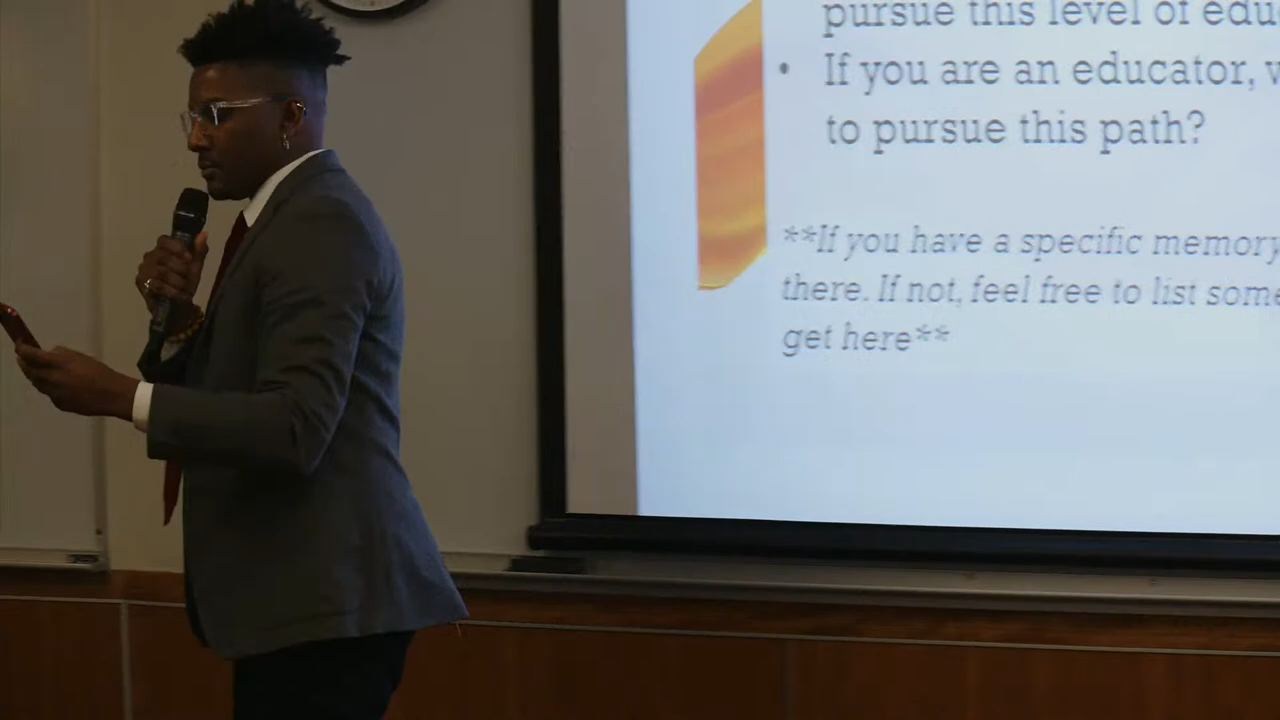 pursue this level of edu
• If you are an educator, w
to pursue this path?
**If you have a specific memory
there. If not, feel free to list some
get here**